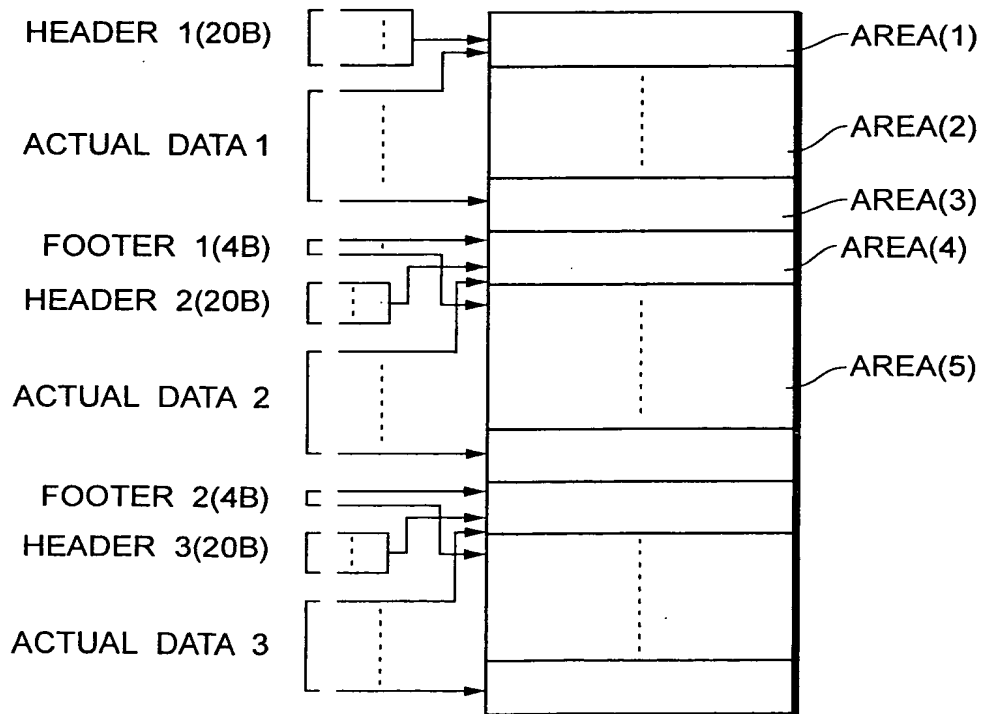 HEADER 1(20B)
ACTUAL DATA 1
FOOTER 1(4B)
HEADER 2(20B)
ACTUAL DATA 2
FOOTER 2(4B)
HEADER 3(20B)
ACTUAL DATA 3
AREA(1)
AREA(2)
AREA(3)
AREA(4)
AREA(5)